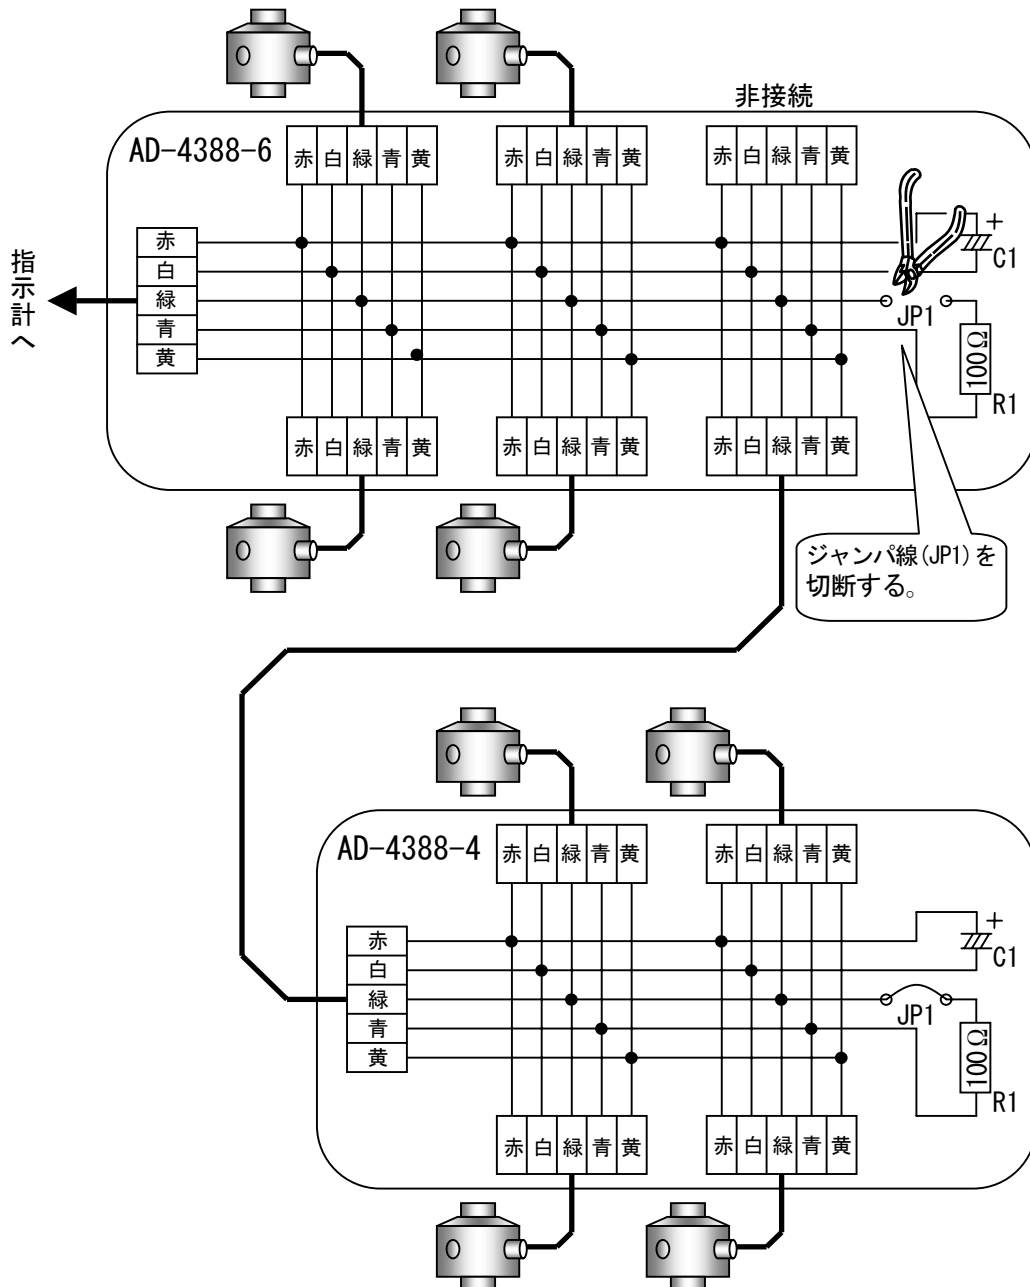 非接続
AD-4388-6
赤 白 緑 青 黄
赤 白 緑 青 黄
赤 白 緑 青 黄
指示計へ
赤
白
緑
青
黄
+
C1
JP1
100Ω
R1
赤 白 緑 青 黄
赤 白 緑 青 黄
赤 白 緑 青 黄
ジャンパ線(JP1)を
切断する。
AD-4388-4
赤 白 緑 青 黄
赤 白 緑 青 黄
赤
白
緑
青
黄
+
C1
JP1
100Ω
R1
赤 白 緑 青 黄
赤 白 緑 青 黄